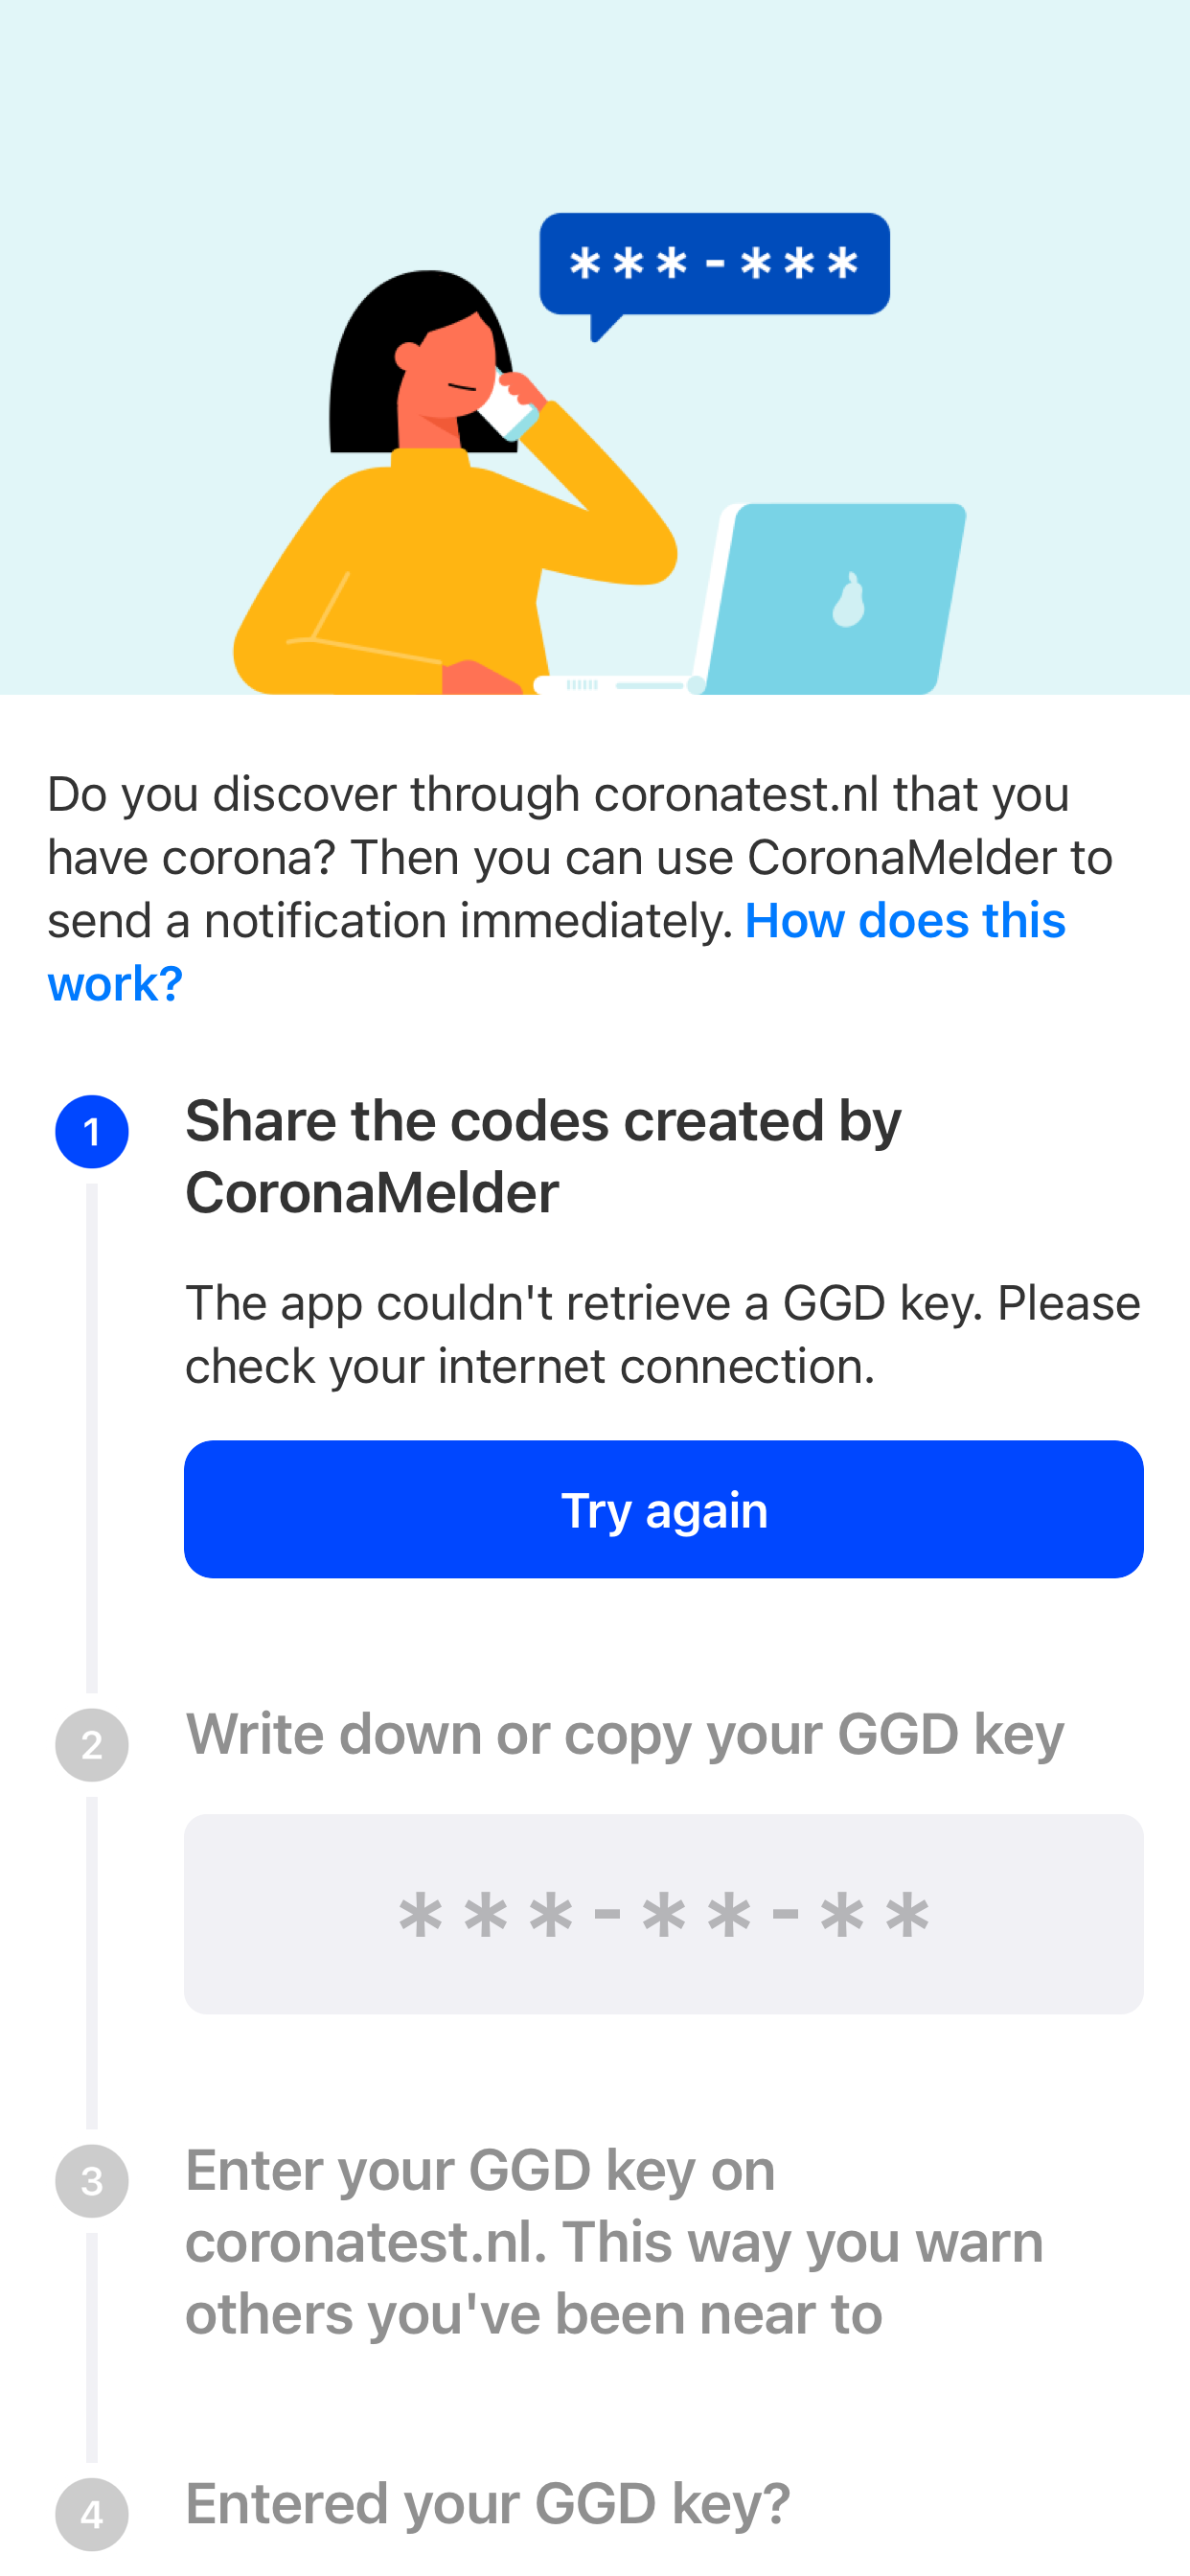 ***-***
Do you discover through coronatest.nl that you
have corona? Then you can use CoronaMelder to
send a notification immediately. How does this
work?
1
Share the codes created by
CoronaMelder
The app couldn't retrieve a GGD key. Please
check your internet connection.
Try again
2
Write down or copy your GGD key
***-**-**
3
Enter your GGD key on
coronatest.nl. This way you warn
others you've been near to
4
Entered your GGD key?